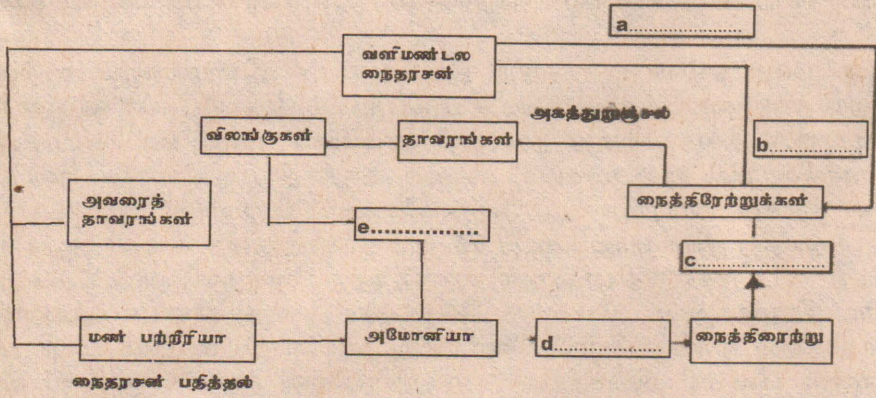 a....................
வளிமண்டல
நைதரசன்
அகத்துறுஞ்சல்
விலங்குகள்
தாவரங்கள்
b....................
அவரைத்
தாவரங்கள்
நைத்திரேற்றுக்கள்
e....................
c....................
மண் பற்றீரியா
அமோனியா
d....................
நைத்திரைற்று
நைதரசன் பதித்தல்